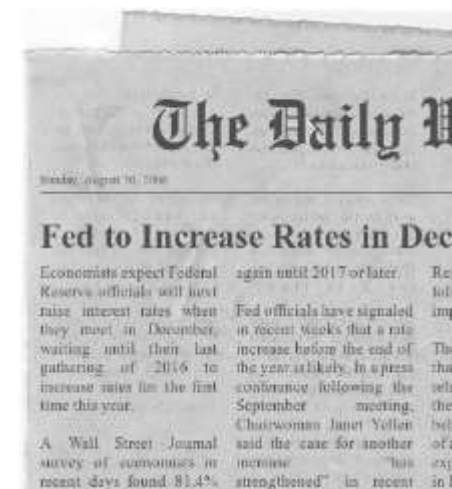 The Daily
Sunday, August 30, 2006
Fed to Increase Rates in Dec
Economists expect Federal
Reserve officials will next
raise interest rates when
they meet in December,
waiting until their last
gathering of 2016 to
increase rates for the first
time this year.
A Wall Street Journal
survey of economists in
recent days found 81.4%
again until 2017 or later.
Fed officials have signaled
in recent weeks that a rate
increase before the end of
the year is likely. In a press
conference following the
September meeting,
Chairwoman Janet Yellen
said the case for another
increase "has
strengthened" in recent